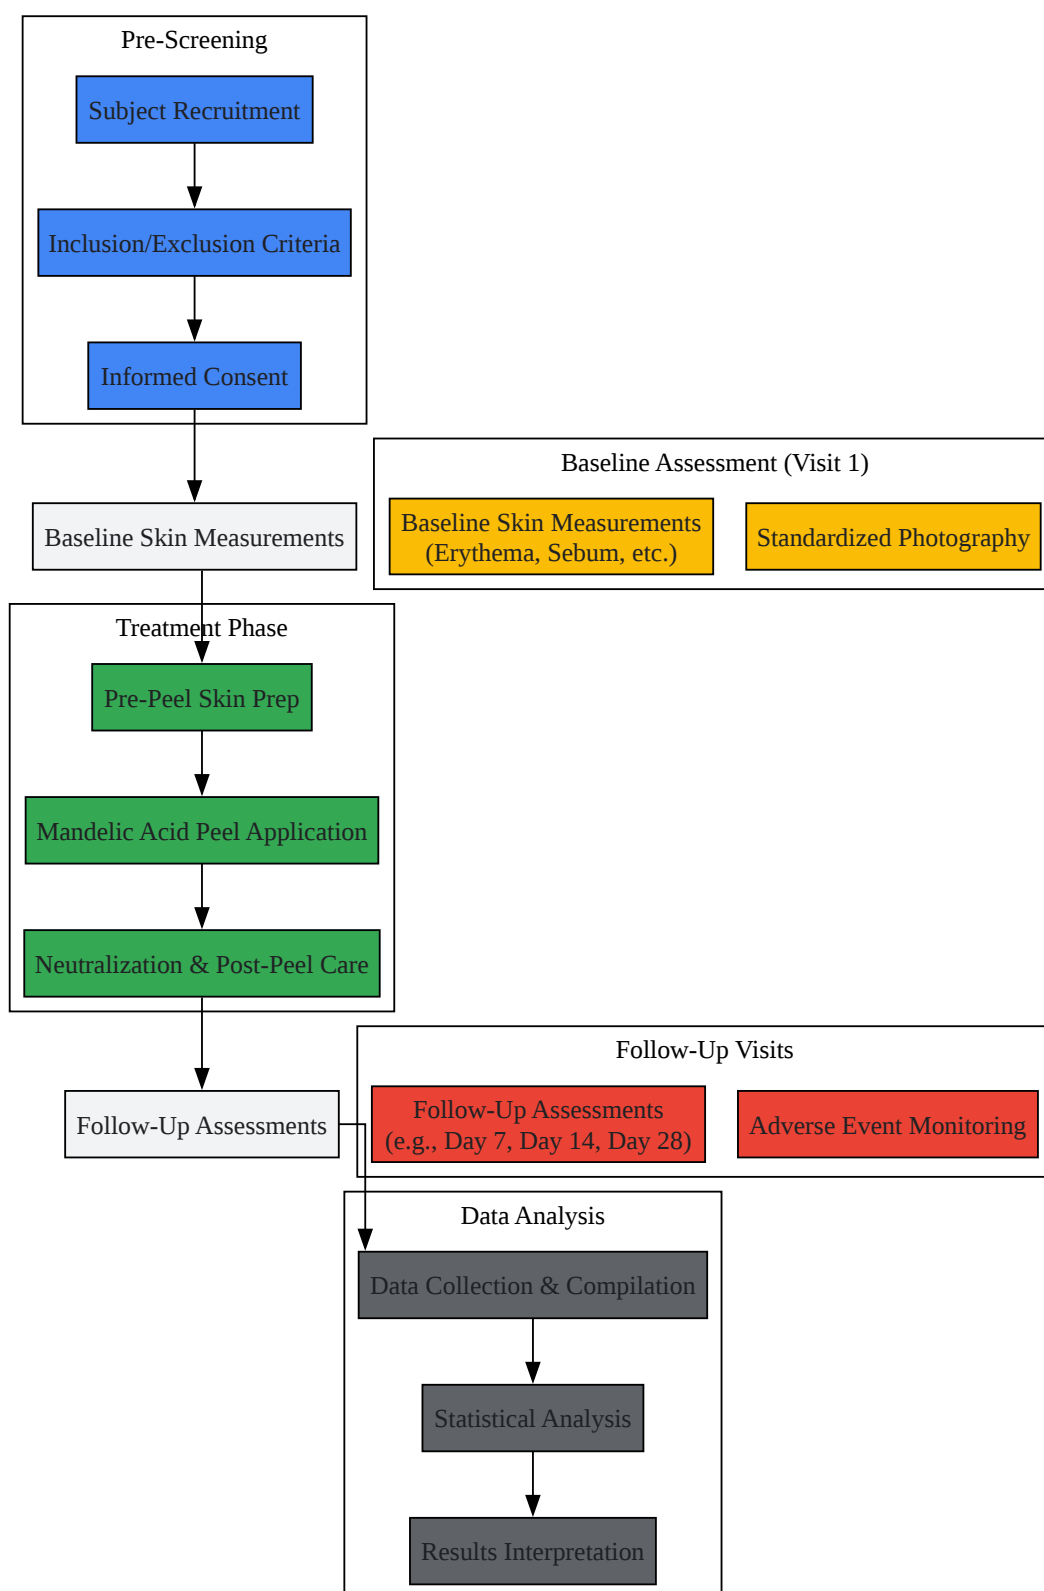 Pre-Screening
Subject Recruitment
Inclusion/Exclusion Criteria
Informed Consent
Baseline Assessment (Visit 1)
Baseline Skin Measurements
Baseline Skin Measurements
(Erythema, Sebum, etc.)
Standardized Photography
Treatment Phase
Pre-Peel Skin Prep
Mandelic Acid Peel Application
Neutralization & Post-Peel Care
Follow-Up Visits
Follow-Up Assessments
Follow-Up Assessments
(e.g., Day 7, Day 14, Day 28)
Adverse Event Monitoring
Data Analysis
Data Collection & Compilation
Statistical Analysis
Results Interpretation